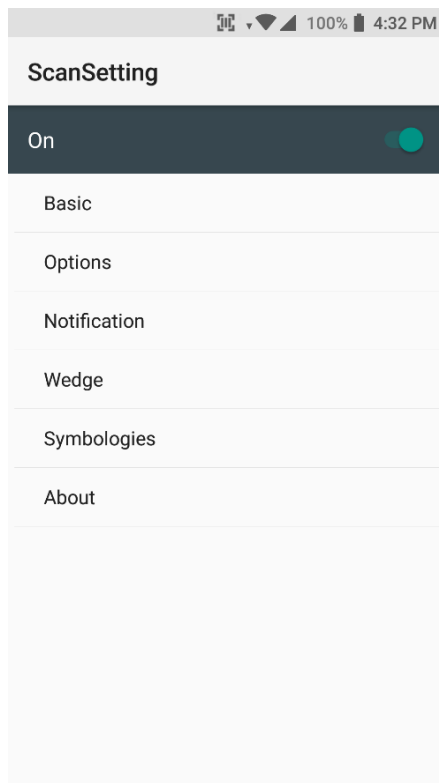 100% 4:32 PM
ScanSetting
On
Basic
Options
Notification
Wedge
Symbologies
About